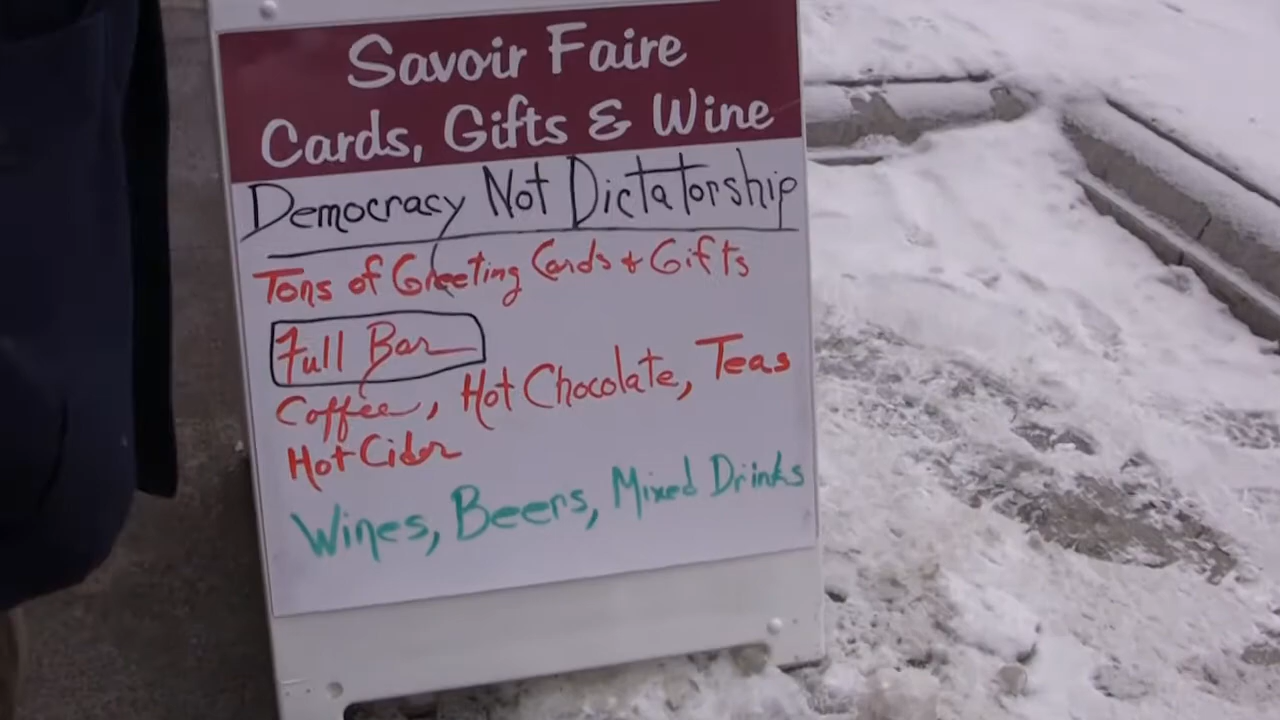 Savoir Faire
Cards, Gifts & Wine
Democracy Not Dictatorship
Tons of Greeting Cards & Gifts
Full Bar
Coffee, Hot Chocolate, Teas
Hot Cider
Wines, Beers, Mixed Drinks